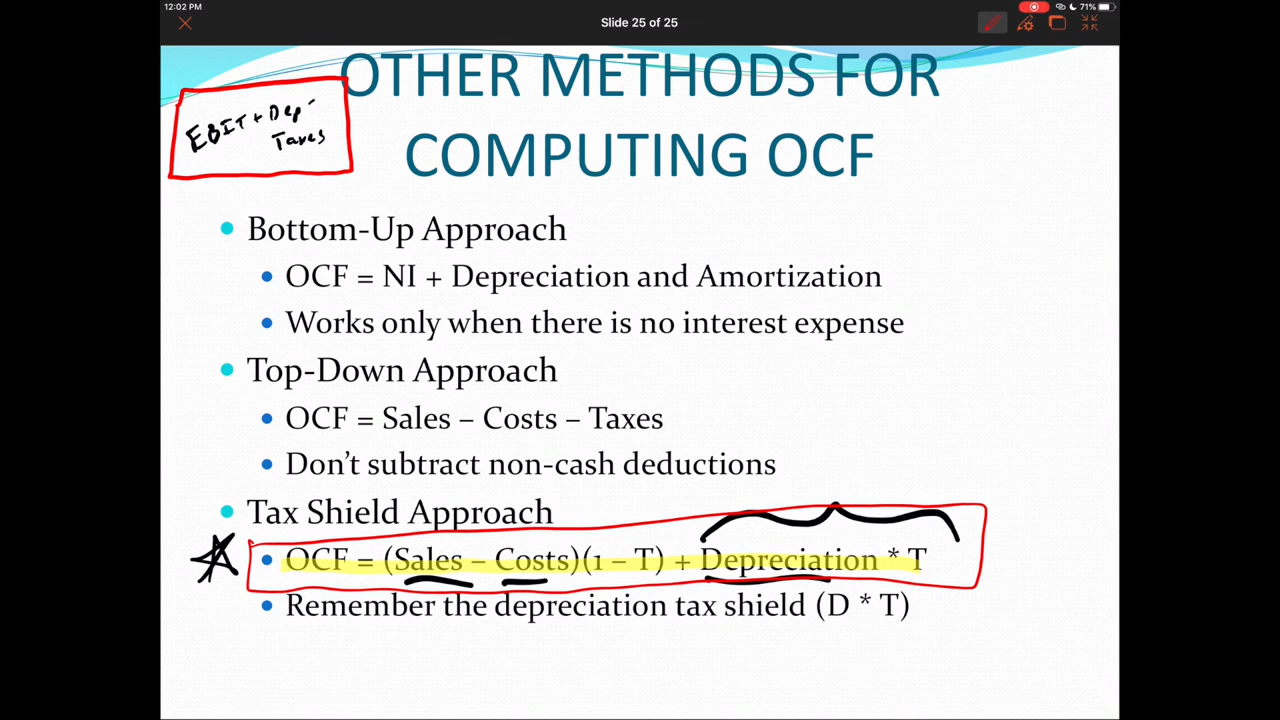 12:02 PM
71%
Slide 25 of 25
OTHER METHODS FOR
COMPUTING OCF
EBIT + Dep -
Taxes
• Bottom-Up Approach
• OCF = NI + Depreciation and Amortization
• Works only when there is no interest expense
• Top-Down Approach
• OCF = Sales – Costs – Taxes
• Don’t subtract non-cash deductions
• Tax Shield Approach
• OCF = (Sales – Costs)(1 – T) + Depreciation * T
• Remember the depreciation tax shield (D * T)